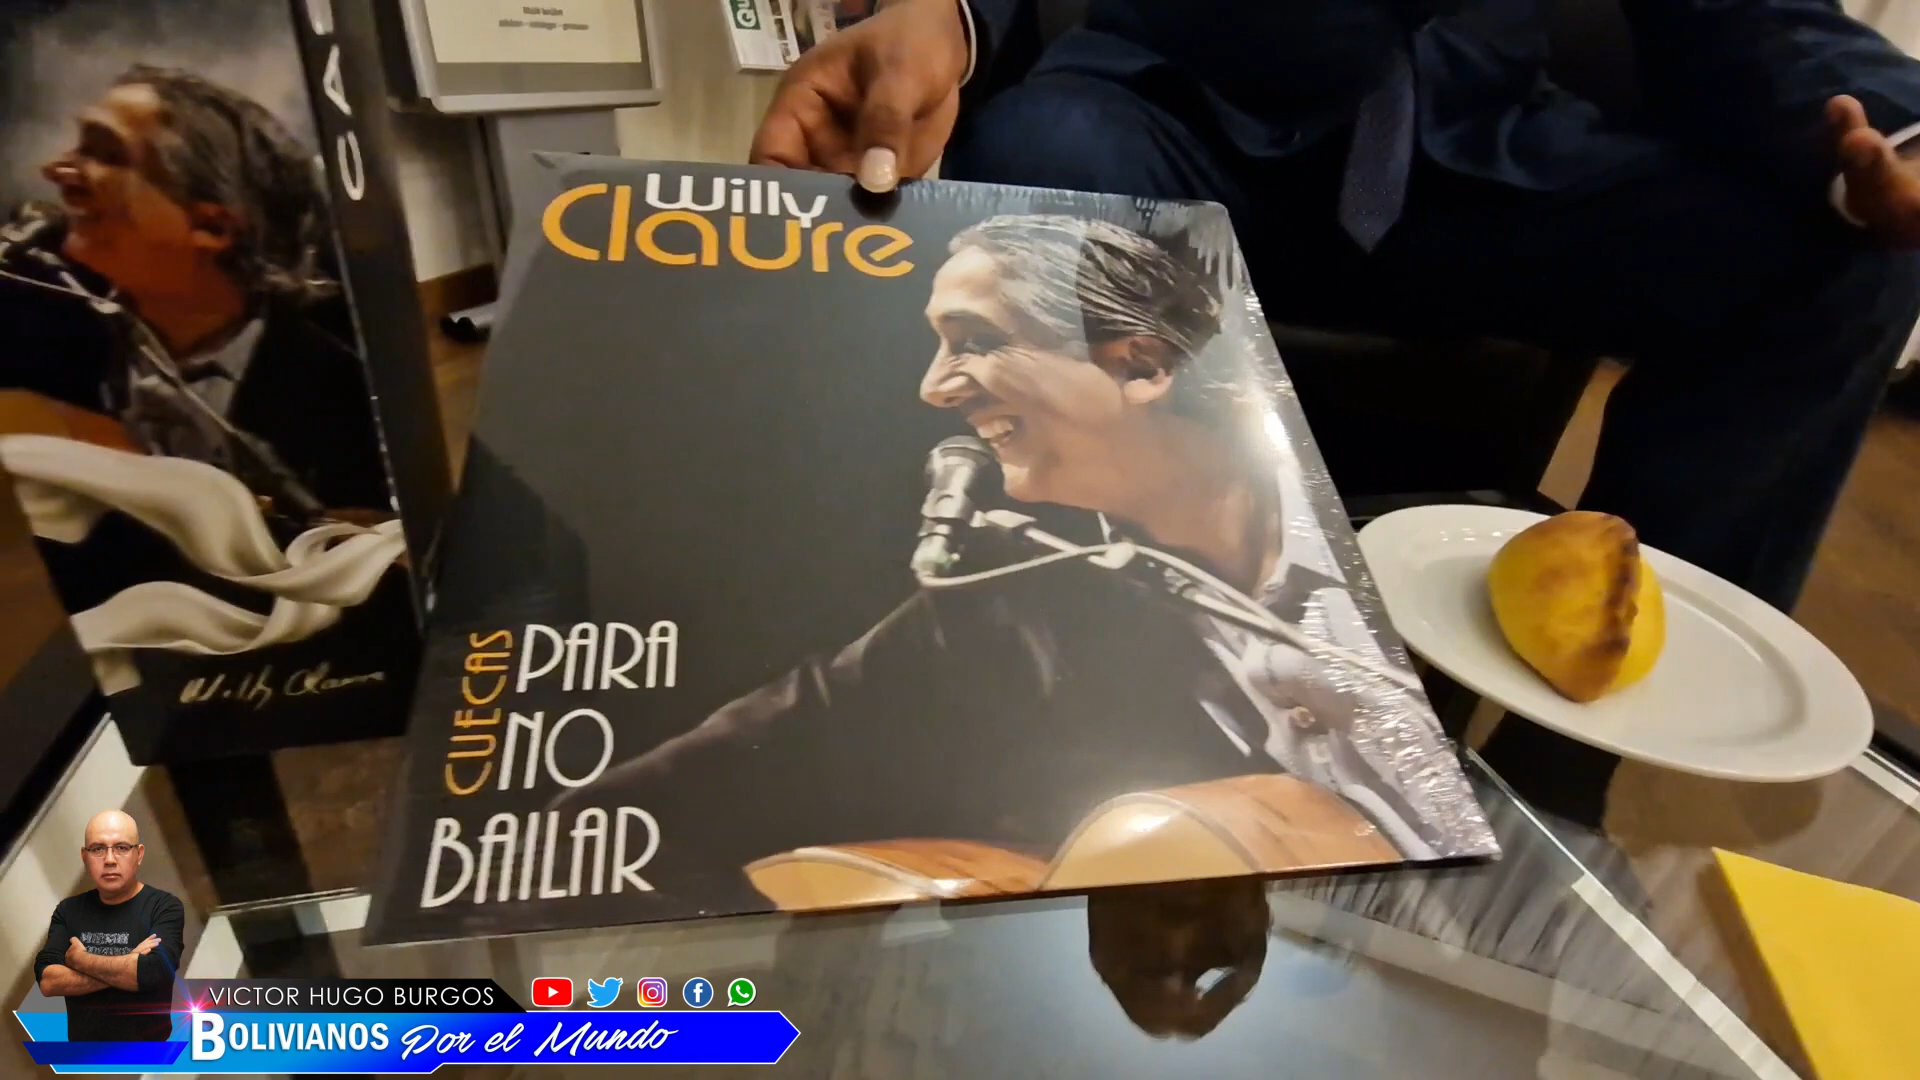 Willy
Claure
CUECAS
PARA
NO
BAILAR
Willy Claure
VICTOR HUGO BURGOS
BOLIVIANOS Por el Mundo